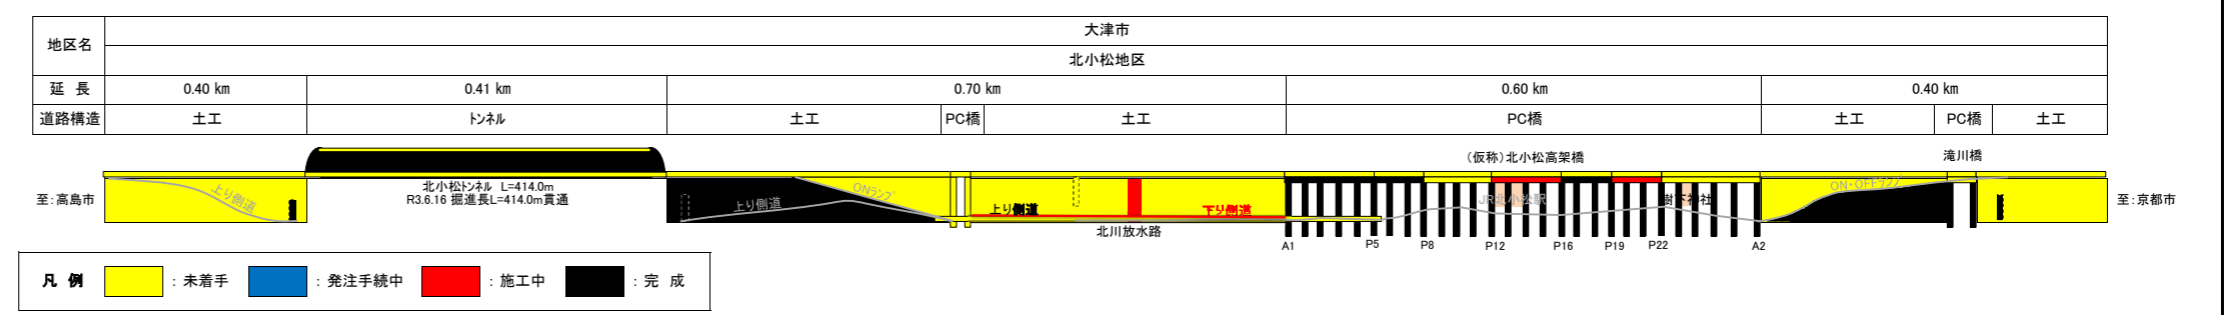 地区名
大津市
北小松地区
延 長 0.40 km 0.41 km 0.70 km 0.60 km 0.40 km
道路構造 土工 トンネル 土工 PC橋 土工 PC橋 土工 PC橋 土工
(仮称)北小松高架橋 滝川橋
至:高島市 上り側道 北小松トンネル L=414.0m
R3.6.16 掘進長L=414.0m貫通
上り側道 ONランプ 上り側道 下り側道 JR北小松駅 樹下神社 ON・OFFランプ 至:京都市
北川放水路
A1 P5 P8 P12 P16 P19 P22 A2
凡 例 :未着手 :発注手続中 :施工中 :完 成